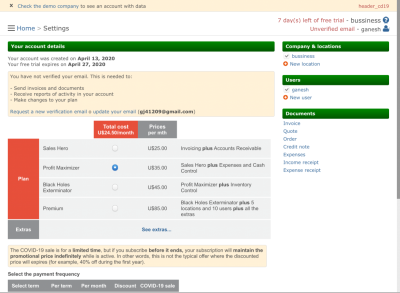 × Check the demo company to see an account with data header_cd19
7 day(s) left of free trial - bussiness
Home > Settings
Unverified email - ganesh
Your account details
Your account was created on April 13, 2020
Your free trial expires on April 27, 2020
You have not verified your email. This is needed to:
- Send invoices and documents
- Receive reports of activity in your account
- Make changes to your plan
Request a new verification email o update your email (gj41209@gmail.com)
Total cost Prices
U$24.50/month per mth
Plan
Sales Hero U$25.00 Invoicing plus Accounts Receivable
Profit Maximizer U$35.00 Sales Hero plus Expenses and Cash
Control
Black Holes
Exterminator U$45.00 Profit Maximizer plus Inventory
Control
Premium U$85.00 Black Holes Exterminator plus 5
locations and 10 users plus all the
extras
Extras See extras...
The COVID-19 sale is for a limited time, but if you subscribe before it ends, your subscription will maintain the
promotional price indefinitely while is active. In other words, this is not the typical offer where the discounted
price will expires (for example, 40% off during the first year).
Select the payment frequency
Select term Per term Per month Discount COVID-19 sale
Company & locations
bussiness
New location
Users
ganesh
New user
Documents
Invoice
Quote
Order
Credit note
Expenses
Income receipt
Expense receipt